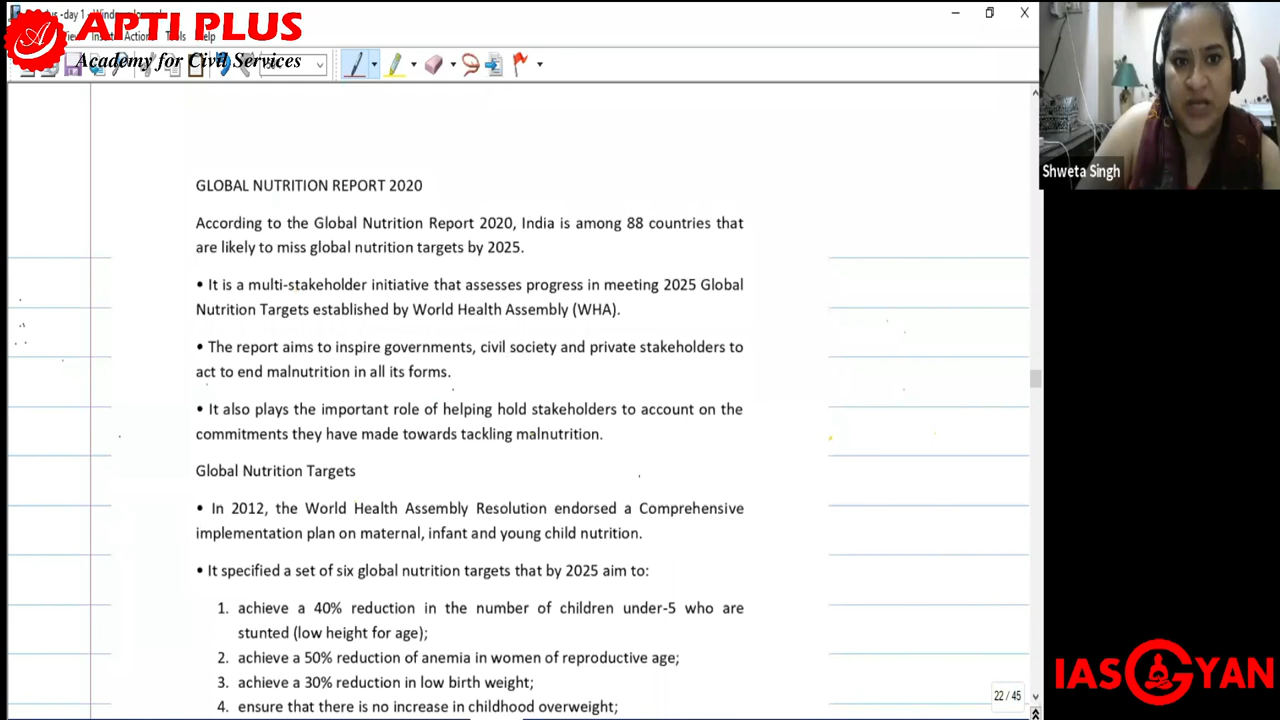 APTI PLUS
Academy for Civil Services
Tools Help
GLOBAL NUTRITION REPORT 2020
According to the Global Nutrition Report 2020, India is among 88 countries that
are likely to miss global nutrition targets by 2025.
• It is a multi-stakeholder initiative that assesses progress in meeting 2025 Global
Nutrition Targets established by World Health Assembly (WHA).
• The report aims to inspire governments, civil society and private stakeholders to
act to end malnutrition in all its forms.
• It also plays the important role of helping hold stakeholders to account on the
commitments they have made towards tackling malnutrition.
Global Nutrition Targets
• In 2012, the World Health Assembly Resolution endorsed a Comprehensive
implementation plan on maternal, infant and young child nutrition.
• It specified a set of six global nutrition targets that by 2025 aim to:
1. achieve a 40% reduction in the number of children under-5 who are
stunted (low height for age);
2. achieve a 50% reduction of anemia in women of reproductive age;
3. achieve a 30% reduction in low birth weight;
4. ensure that there is no increase in childhood overweight;
22 / 45
Shweta Singh
IAS GYAN